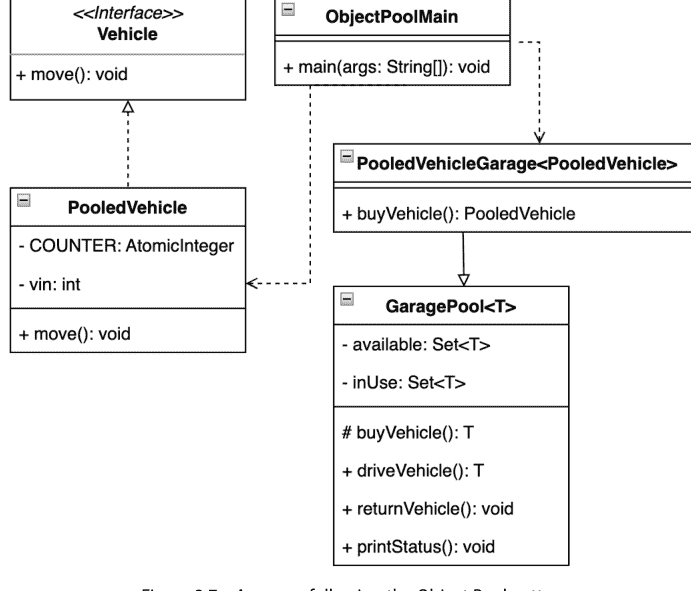 <<Interface>>
Vehicle
+ move(): void
ObjectPoolMain
+ main(args: String[]): void
PooledVehicleGarage<PooledVehicle>
+ buyVehicle(): PooledVehicle
PooledVehicle
- COUNTER: AtomicInteger
- vin: int
+ move(): void
GaragePool<T>
- available: Set<T>
- inUse: Set<T>
# buyVehicle(): T
+ driveVehicle(): T
+ returnVehicle(): void
+ printStatus(): void